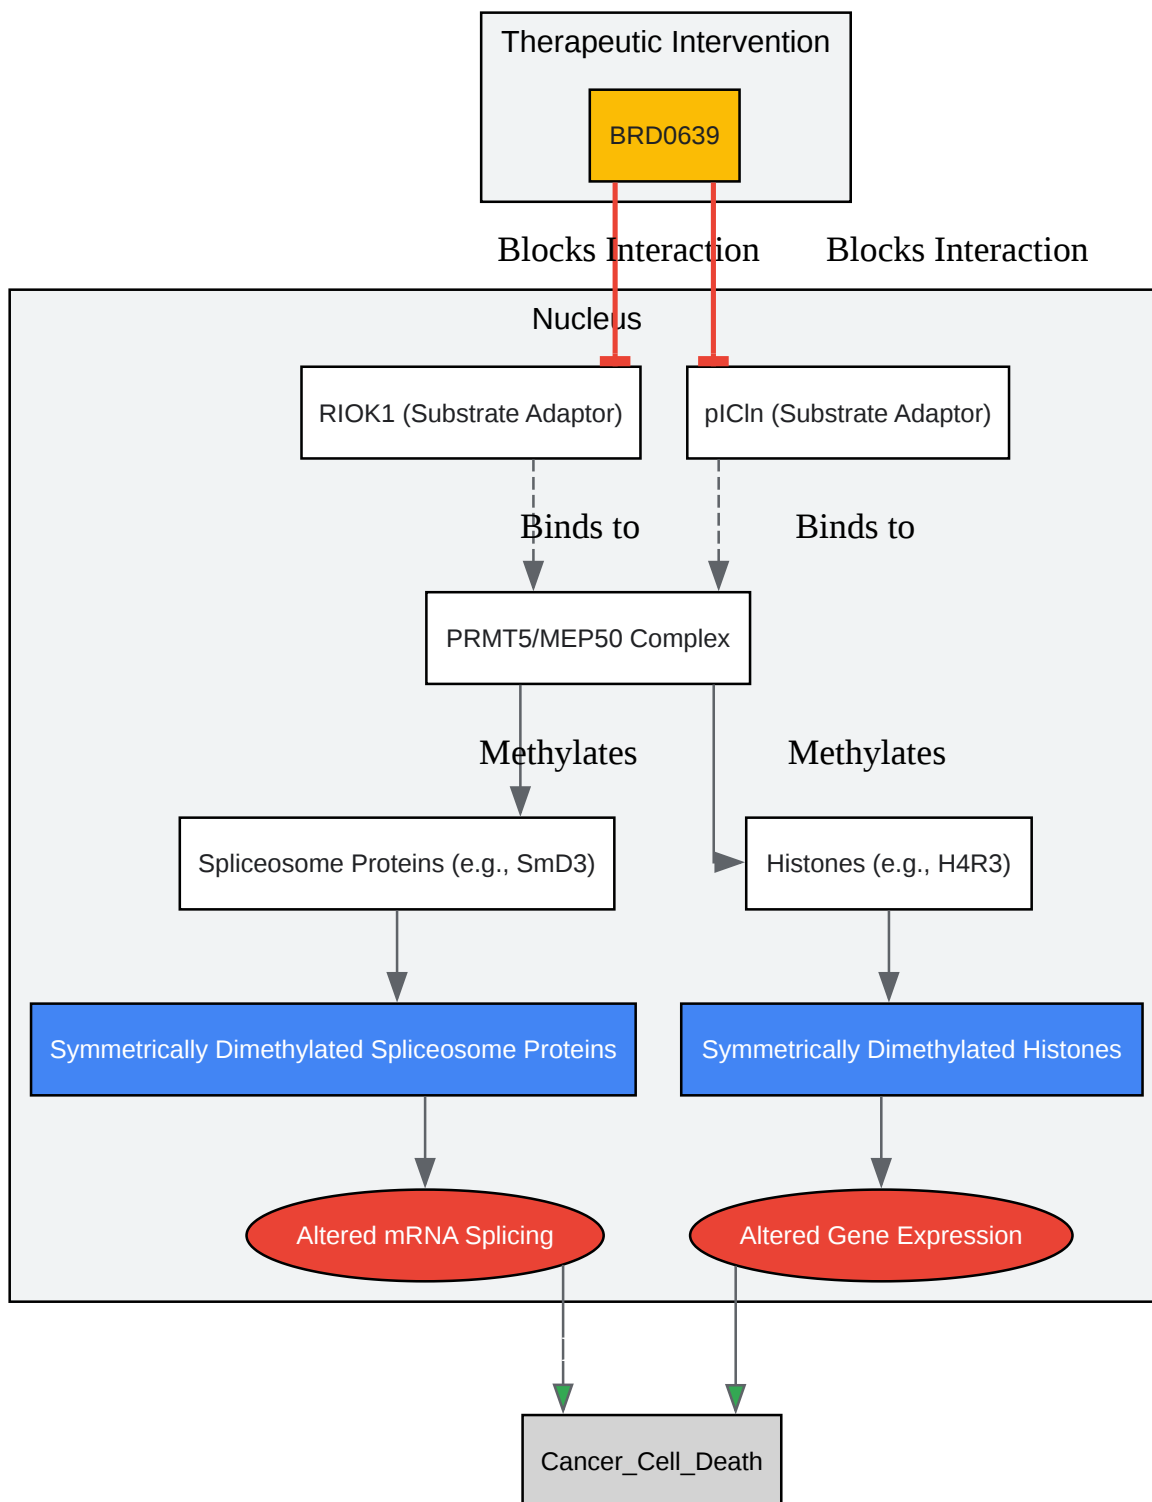 Therapeutic Intervention
BRD0639
Blocks Interaction
Blocks Interaction
Nucleus
RIOK1 (Substrate Adaptor)
pICln (Substrate Adaptor)
Binds to
Binds to
PRMT5/MEP50 Complex
Methylates
Methylates
Spliceosome Proteins (e.g., SmD3)
Histones (e.g., H4R3)
Symmetrically Dimethylated Spliceosome Proteins
Symmetrically Dimethylated Histones
Altered mRNA Splicing
Altered Gene Expression
Cancer_Cell_Death